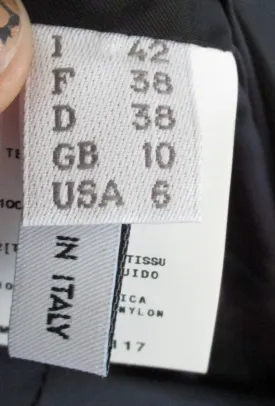 I 42
F 38
D 38
GB 10
USA 6
IN ITALY
TISSU
UIDO
ICA
NYLON
117